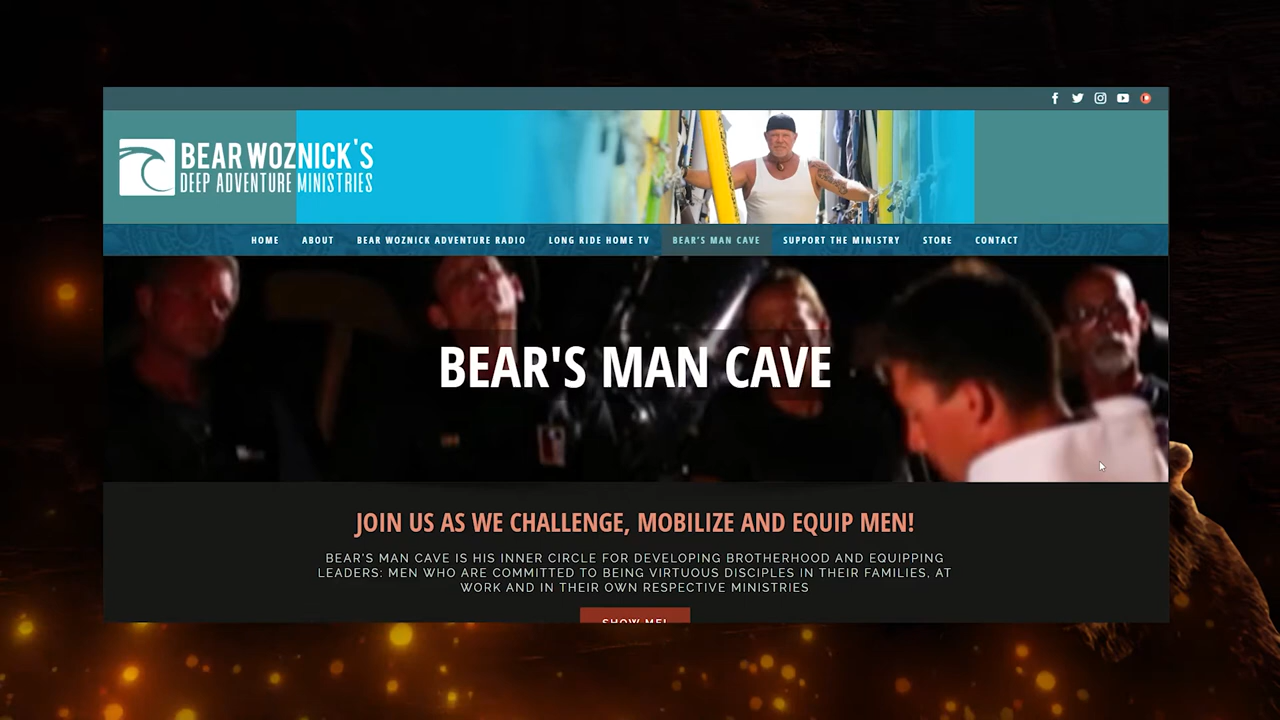 BEAR WOZNICK'S
DEEP ADVENTURE MINISTRIES
HOME ABOUT BEAR WOZNICK ADVENTURE RADIO LONG RIDE HOME TV BEAR'S MAN CAVE SUPPORT THE MINISTRY STORE CONTACT
BEAR'S MAN CAVE
JOIN US AS WE CHALLENGE, MOBILIZE AND EQUIP MEN!
BEAR'S MAN CAVE IS HIS INNER CIRCLE FOR DEVELOPING BROTHERHOOD AND EQUIPPING
LEADERS: MEN WHO ARE COMMITTED TO BEING VIRTUOUS DISCIPLES IN THEIR FAMILIES, AT
WORK AND IN THEIR OWN RESPECTIVE MINISTRIES
SHOW ME!